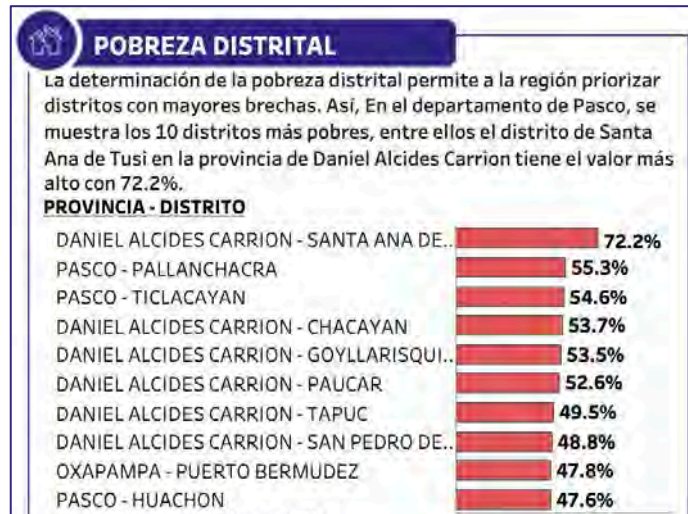 POBREZA DISTRITAL
La determinación de la pobreza distrital permite a la región priorizar
distritos con mayores brechas. Así, En el departamento de Pasco, se
muestra los 10 distritos más pobres, entre ellos el distrito de Santa
Ana de Tusi en la provincia de Daniel Alcides Carrion tiene el valor más
alto con 72.2%.
PROVINCIA - DISTRITO
DANIEL ALCIDES CARRION - SANTA ANA DE.. 72.2%
PASCO - PALLANCHACRA 55.3%
PASCO - TICLACAYAN 54.6%
DANIEL ALCIDES CARRION - CHACAYAN 53.7%
DANIEL ALCIDES CARRION - GOYLLARISQUI.. 53.5%
DANIEL ALCIDES CARRION - PAUCAR 52.6%
DANIEL ALCIDES CARRION - TAPUC 49.5%
DANIEL ALCIDES CARRION - SAN PEDRO DE.. 48.8%
OXAPAMPA - PUERTO BERMUDEZ 47.8%
PASCO - HUACHON 47.6%